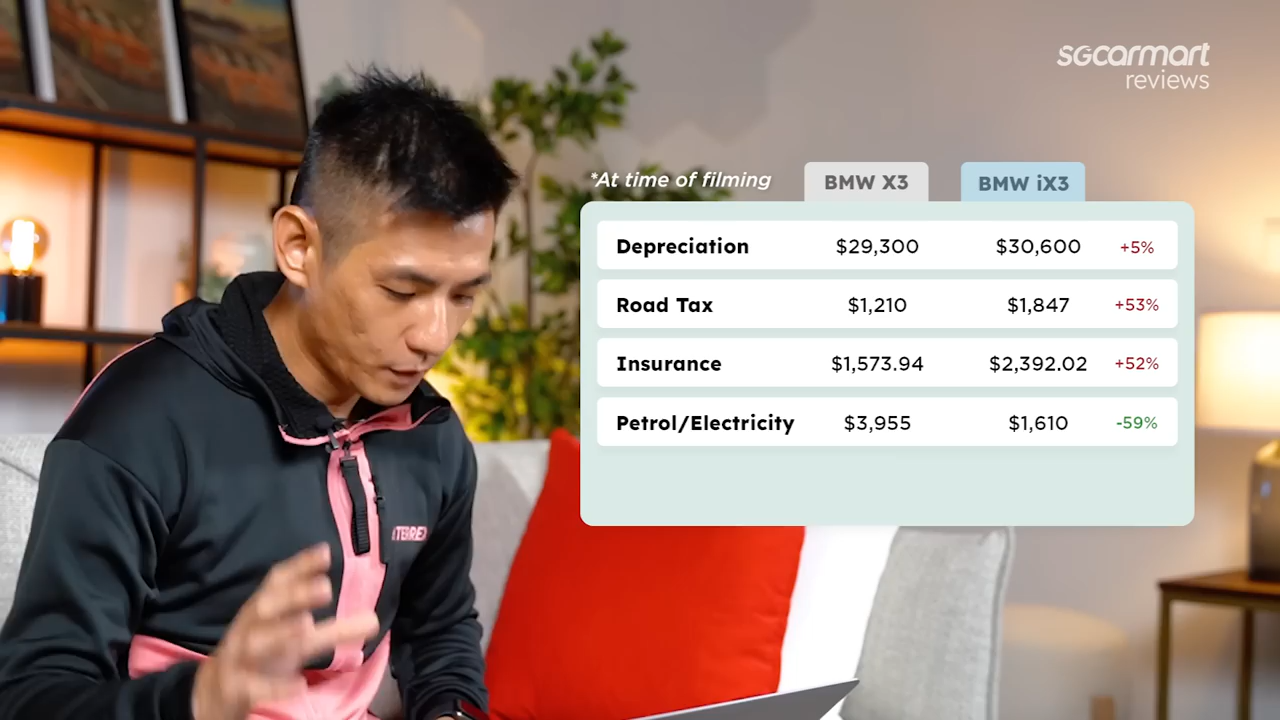 sgcarmart
reviews
*At time of filming
BMW X3
BMW iX3
Depreciation $29,300 $30,600 +5%
Road Tax $1,210 $1,847 +53%
Insurance $1,573.94 $2,392.02 +52%
Petrol/Electricity $3,955 $1,610 -59%